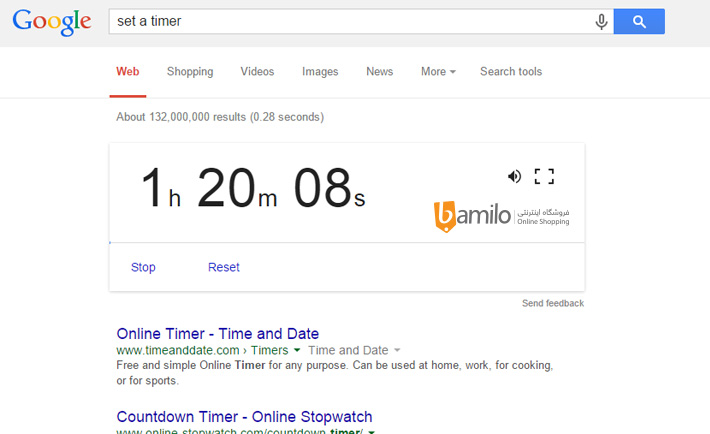 Google
set a timer
Web Shopping Videos Images News More Search tools
About 132,000,000 results (0.28 seconds)
1h 20m 08s
bamilo | فروشگاه اینترنتی
Online Shopping
Stop Reset
Send feedback
Online Timer - Time and Date
www.timeanddate.com › Timers Time and Date
Free and simple Online Timer for any purpose. Can be used at home, work, for cooking,
or for sports.
Countdown Timer - Online Stopwatch
www.online-stopwatch.com/countdown-timer/